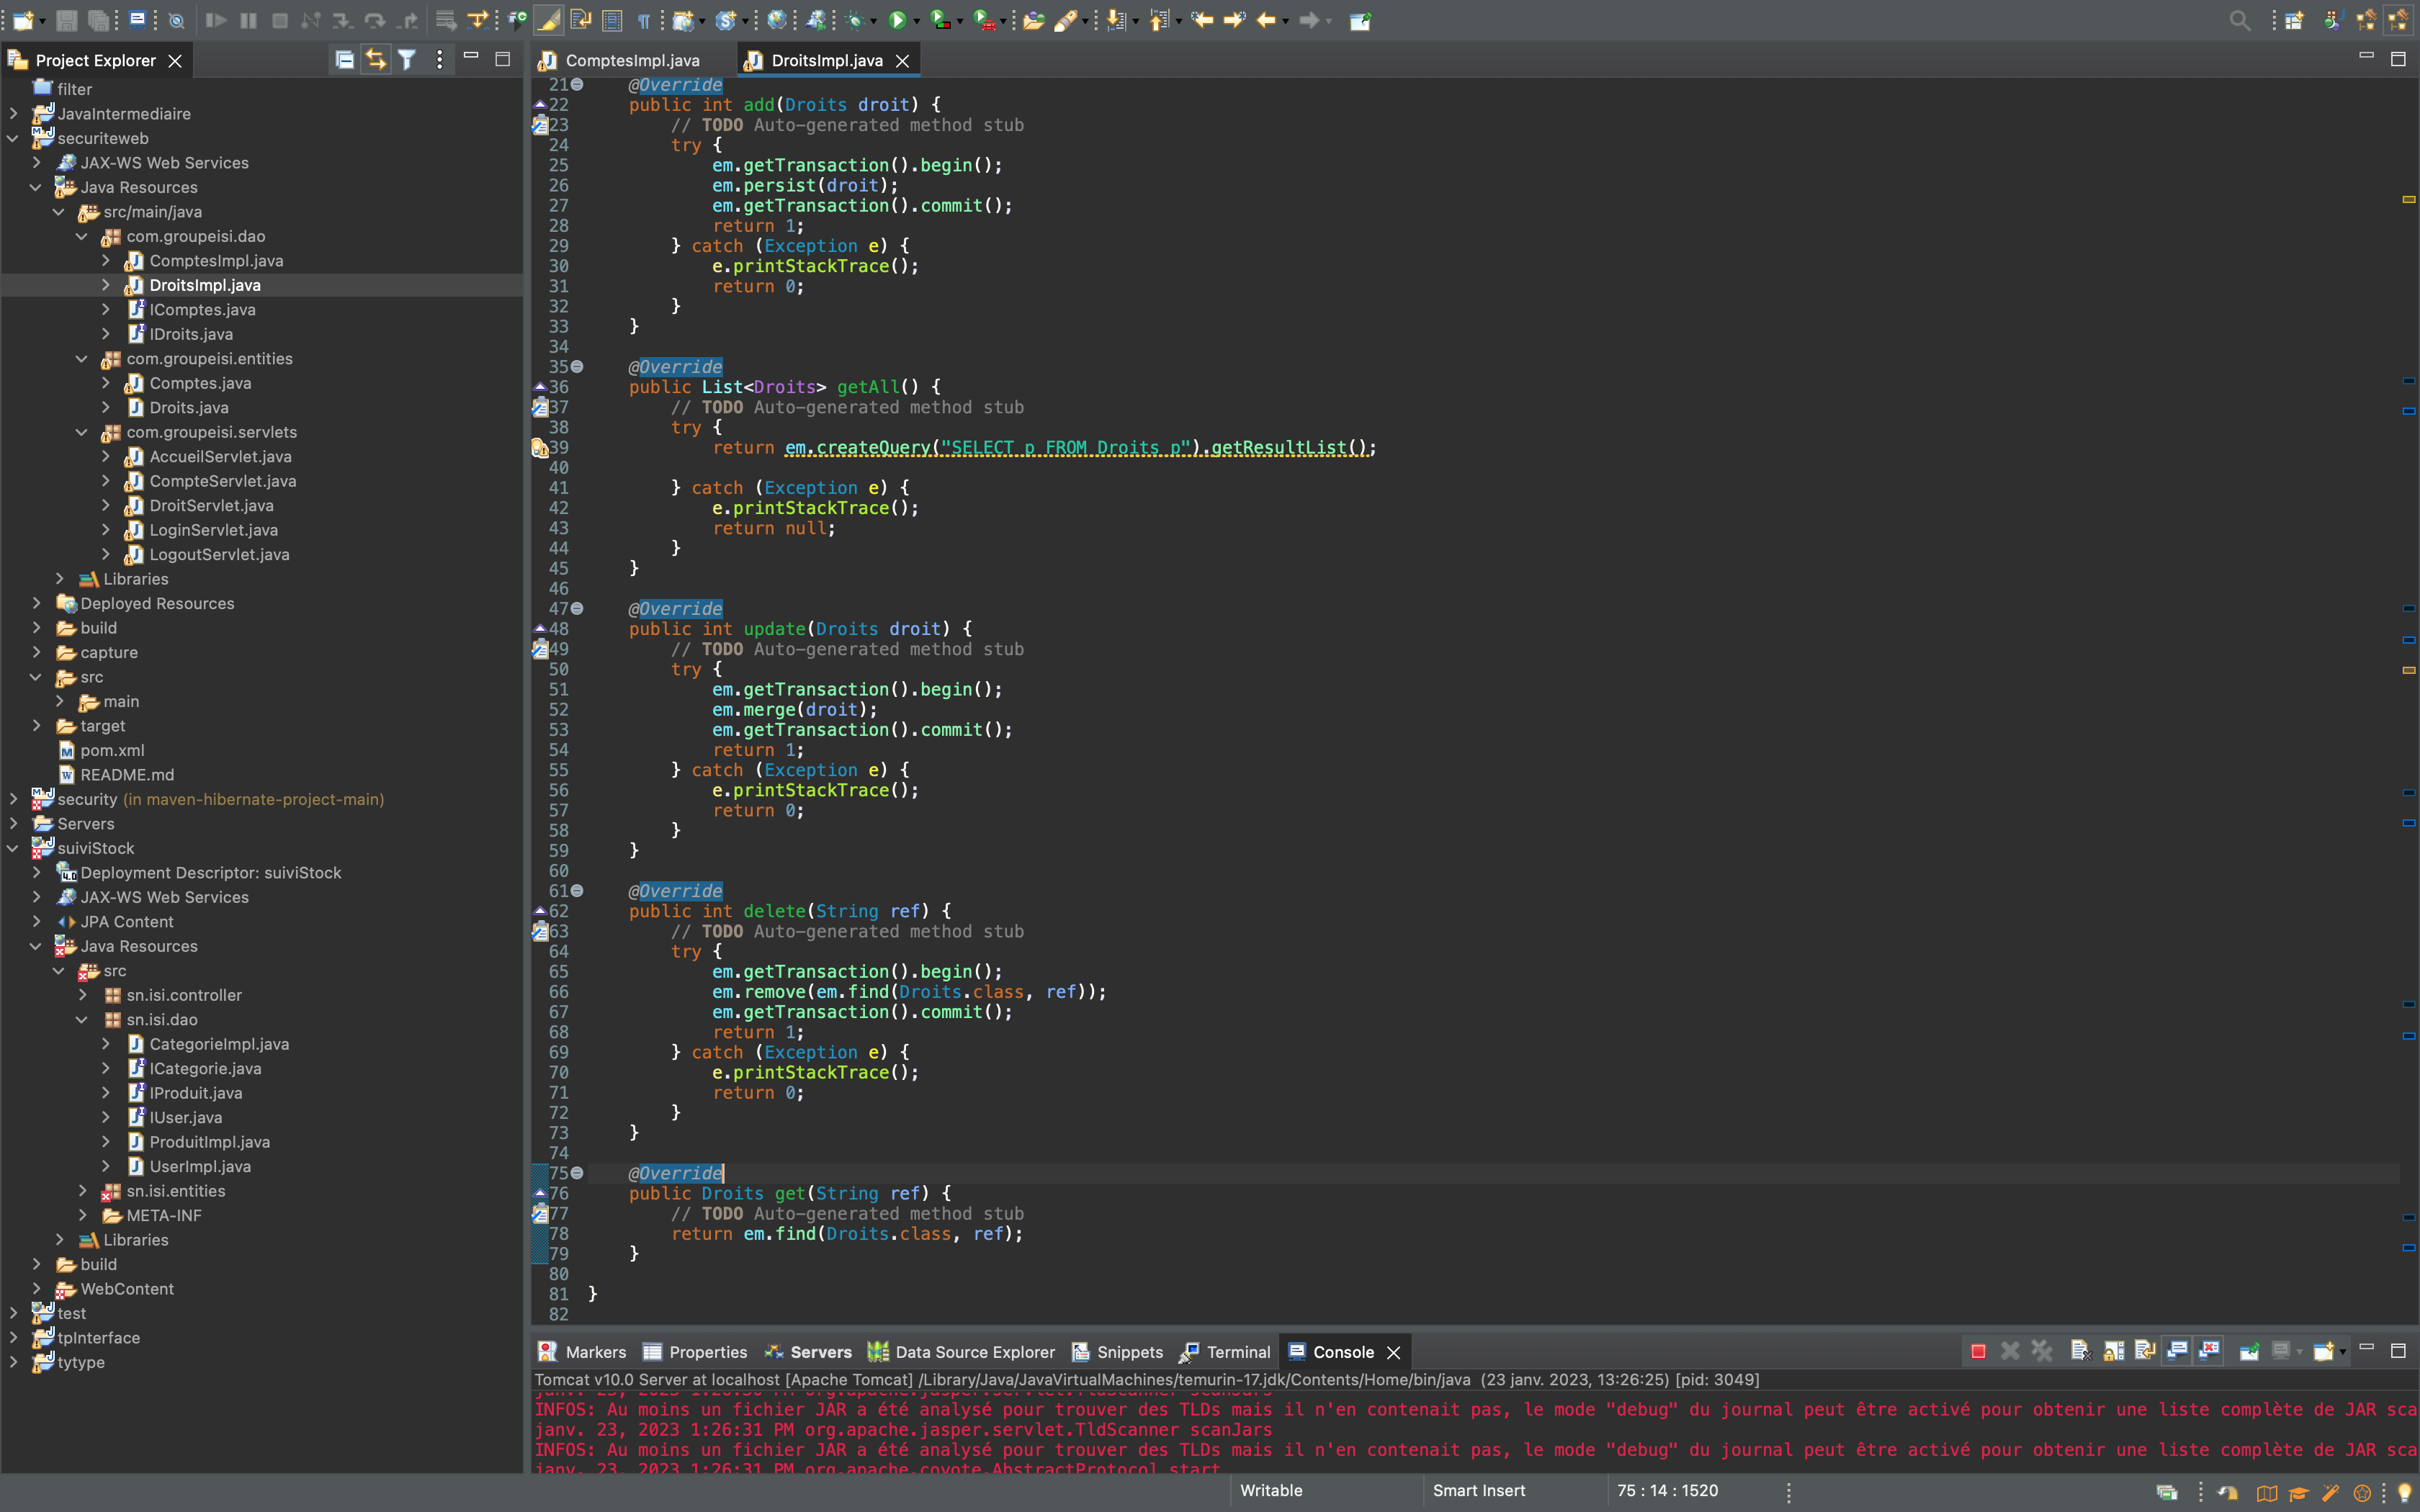 Project Explorer
filter
JavaIntermediaire
securiteweb
JAX-WS Web Services
Java Resources
src/main/java
com.groupeisi.dao
ComptesImpl.java
DroitsImpl.java
IComptes.java
IDroits.java
com.groupeisi.entities
Comptes.java
Droits.java
com.groupeisi.servlets
AccueilServlet.java
CompteServlet.java
DroitServlet.java
LoginServlet.java
LogoutServlet.java
Libraries
Deployed Resources
build
capture
src
main
target
pom.xml
README.md
security (in maven-hibernate-project-main)
Servers
suiviStock
Deployment Descriptor: suiviStock
JAX-WS Web Services
JPA Content
Java Resources
src
sn.isi.controller
sn.isi.dao
CategorieImpl.java
ICategorie.java
IProduit.java
IUser.java
ProduitImpl.java
UserImpl.java
sn.isi.entities
META-INF
Libraries
build
WebContent
test
tpInterface
tytype
ComptesImpl.java DroitsImpl.java
21 @Override
22 public int add(Droits droit) {
23 // TODO Auto-generated method stub
24 try {
25 em.getTransaction().begin();
26 em.persist(droit);
27 em.getTransaction().commit();
28 return 1;
29 } catch (Exception e) {
30 e.printStackTrace();
31 return 0;
32 }
33 }
34
35 @Override
36 public List<Droits> getAll() {
37 // TODO Auto-generated method stub
38 try {
39 return em.createQuery("SELECT p FROM Droits p").getResultList();
40
41 } catch (Exception e) {
42 e.printStackTrace();
43 return null;
44 }
45 }
46
47 @Override
48 public int update(Droits droit) {
49 // TODO Auto-generated method stub
50 try {
51 em.getTransaction().begin();
52 em.merge(droit);
53 em.getTransaction().commit();
54 return 1;
55 } catch (Exception e) {
56 e.printStackTrace();
57 return 0;
58 }
59 }
60
61 @Override
62 public int delete(String ref) {
63 // TODO Auto-generated method stub
64 try {
65 em.getTransaction().begin();
66 em.remove(em.find(Droits.class, ref));
67 em.getTransaction().commit();
68 return 1;
69 } catch (Exception e) {
70 e.printStackTrace();
71 return 0;
72 }
73 }
74
75 @Override
76 public Droits get(String ref) {
77 // TODO Auto-generated method stub
78 return em.find(Droits.class, ref);
79 }
80
81 }
82
Markers Properties Servers Data Source Explorer Snippets Terminal Console
Tomcat v10.0 Server at localhost [Apache Tomcat] /Library/Java/JavaVirtualMachines/temurin-17.jdk/Contents/Home/bin/java (23 janv. 2023, 13:26:25) [pid: 3049]
janv. 23, 2023 1:26:30 PM org.apache.jasper.servlet.TldScanner scanJars
INFOS: Au moins un fichier JAR a été analysé pour trouver des TLDs mais il n'en contenait pas, le mode "debug" du journal peut être activé pour obtenir une liste complète de JAR sca
janv. 23, 2023 1:26:31 PM org.apache.jasper.servlet.TldScanner scanJars
INFOS: Au moins un fichier JAR a été analysé pour trouver des TLDs mais il n'en contenait pas, le mode "debug" du journal peut être activé pour obtenir une liste complète de JAR sca
janv. 23, 2023 1:26:31 PM org.apache.coyote.AbstractProtocol start
Writable Smart Insert 75 : 14 : 1520